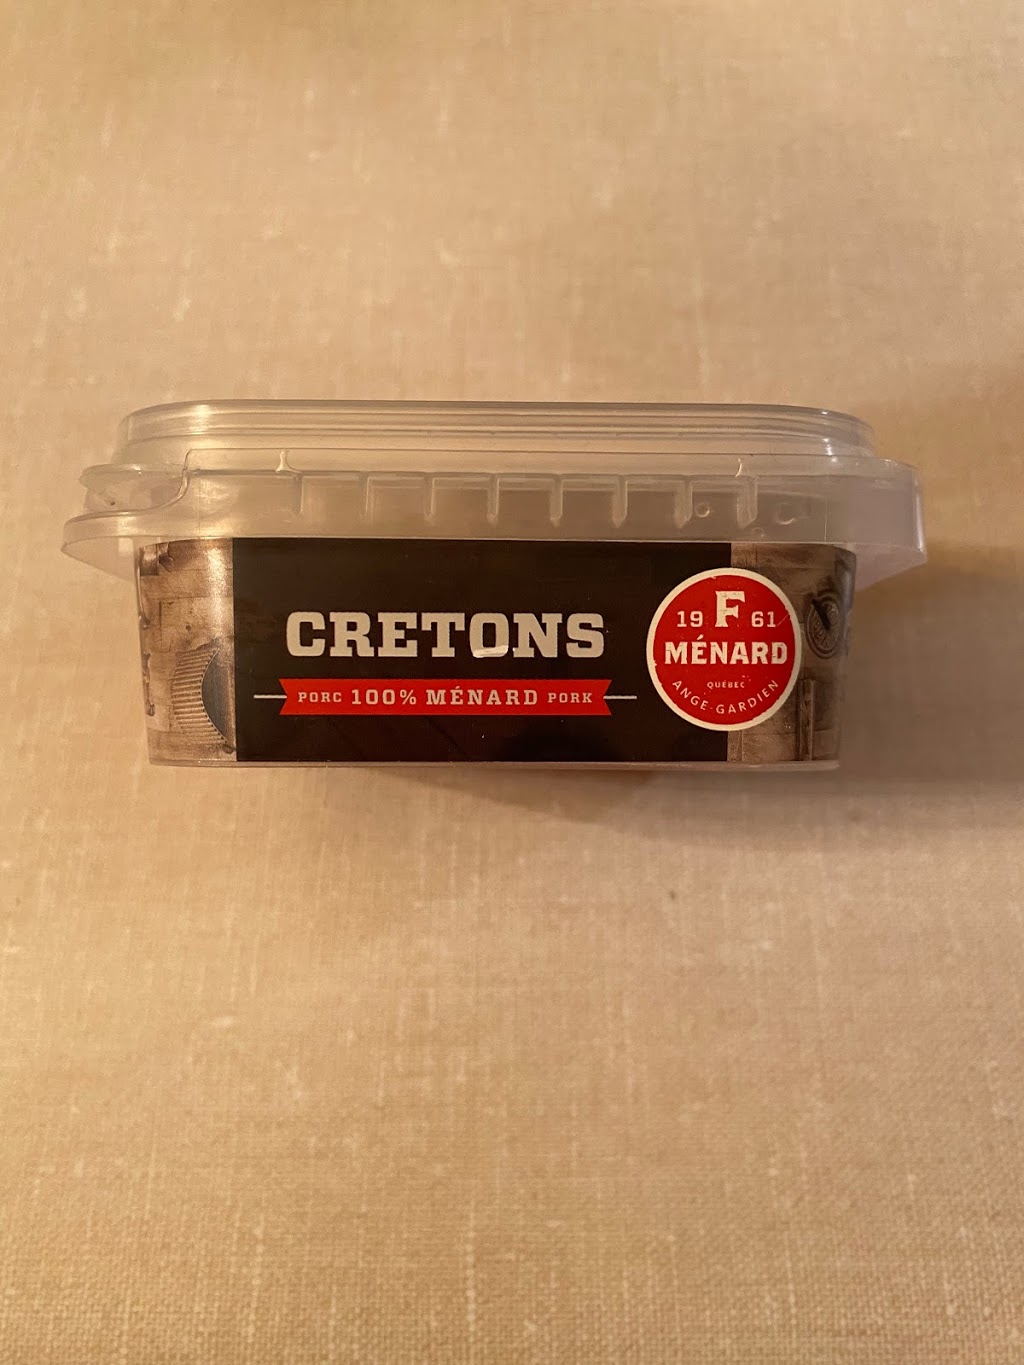 CRETONS
PORC 100% MÉNARD PORK
19 F 61
MÉNARD
QUÉBEC
ANGE-GARDIEN